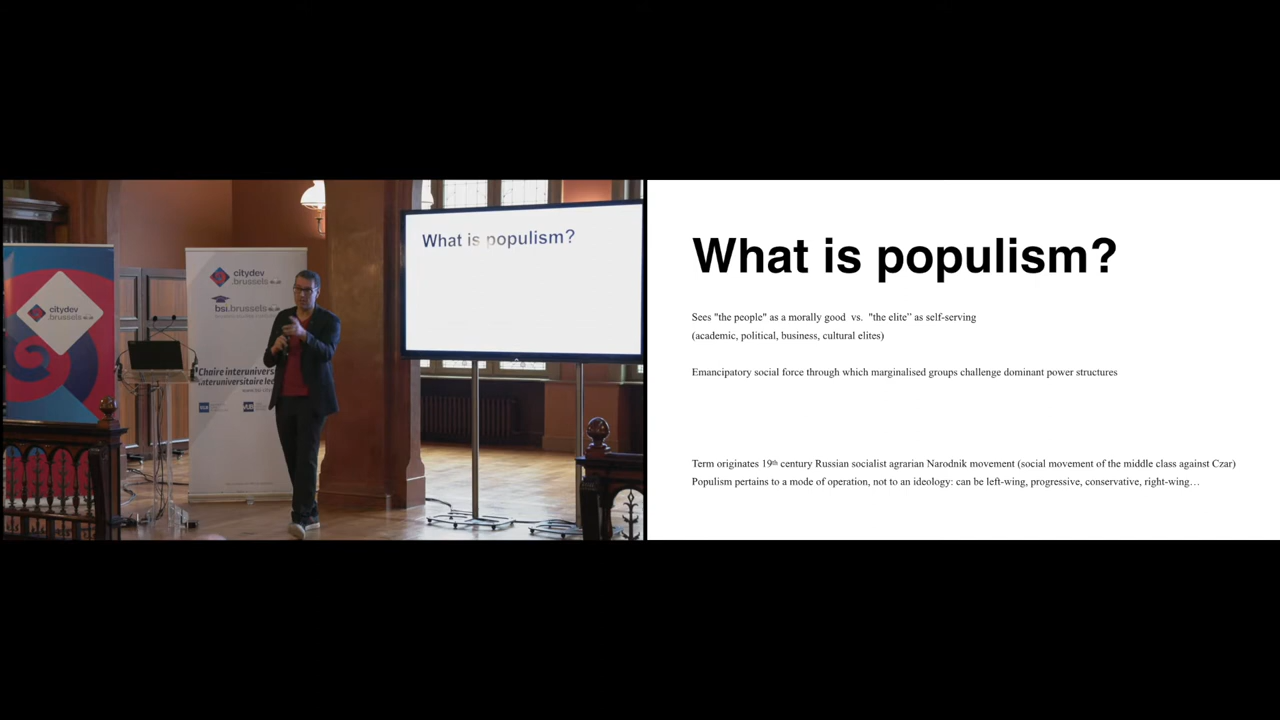 citydev
.brussels
citydev
.brussels
bsi.brussels
Chaire interunivers
interuniversitaire lee
What is populism?
What is populism?
Sees "the people" as a morally good vs. "the elite” as self-serving
(academic, political, business, cultural elites)
Emancipatory social force through which marginalised groups challenge dominant power structures
Term originates 19th century Russian socialist agrarian Narodnik movement (social movement of the middle class against Czar)
Populism pertains to a mode of operation, not to an ideology: can be left-wing, progressive, conservative, right-wing…